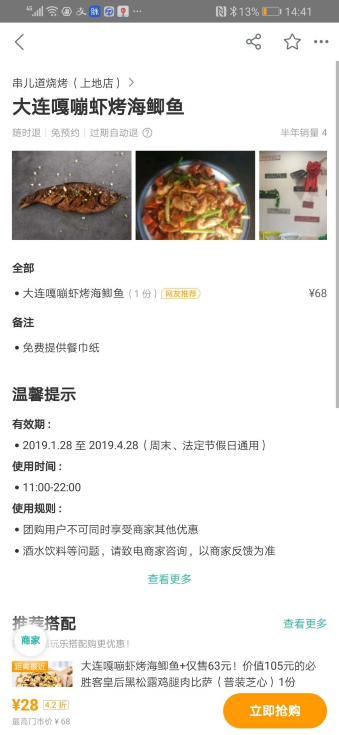 4G 13% 14:41
串儿道烧烤（上地店）
大连嘎嘣虾烤海鲫鱼
随时退 免预约 过期自动退 半年销量 4
全部
• 大连嘎嘣虾烤海鲫鱼（1 份） 网友推荐 ¥68
备注
• 免费提供餐巾纸
温馨提示
有效期：
• 2019.1.28 至 2019.4.28（周末、法定节假日通用）
使用时间：
• 11:00-22:00
使用规则：
• 团购用户不可同时享受商家其他优惠
• 酒水饮料等问题，请致电商家咨询，以商家反馈为准
查看更多
推荐搭配 查看更多
商家
玩乐搭配购更优惠！
距离最近
大连嘎嘣虾烤海鲫鱼+仅售63元！价值105元的必
胜客皇后黑松露鸡腿肉比萨（普装芝心）1份
¥28 4.2 折
最高门市价 ¥ 68
立即抢购